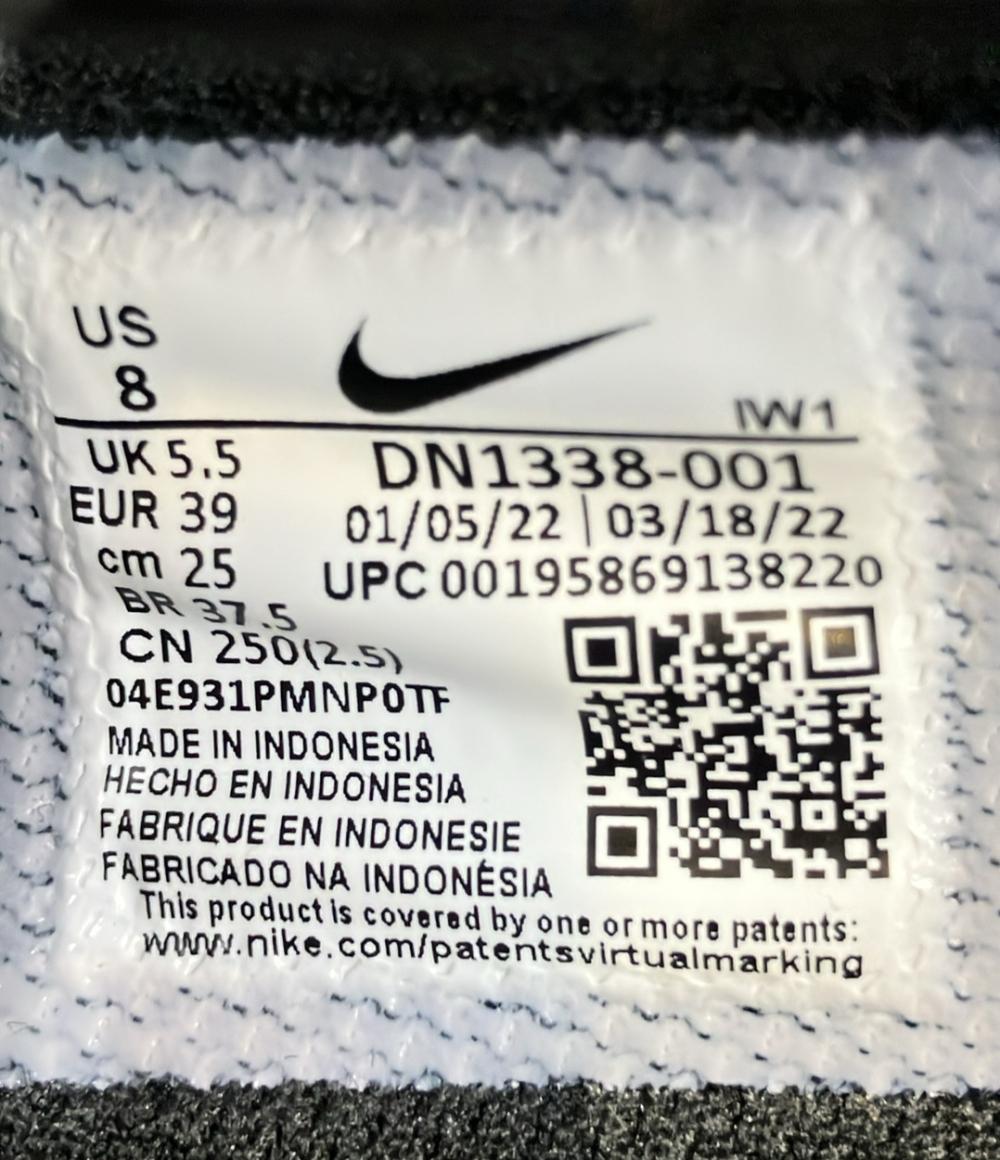 US
8
IW1
UK 5.5
DN1338-001
EUR 39
01/05/22 | 03/18/22
cm 25
UPC 00195869138220
BR 37.5
CN 250(2.5)
04E931PMNP0TF
MADE IN INDONESIA
HECHO EN INDONESIA
FABRIQUE EN INDONESIE
FABRICADO NA INDONÉSIA
This product is covered by one or more patents:
www.nike.com/patentsvirtualmarking